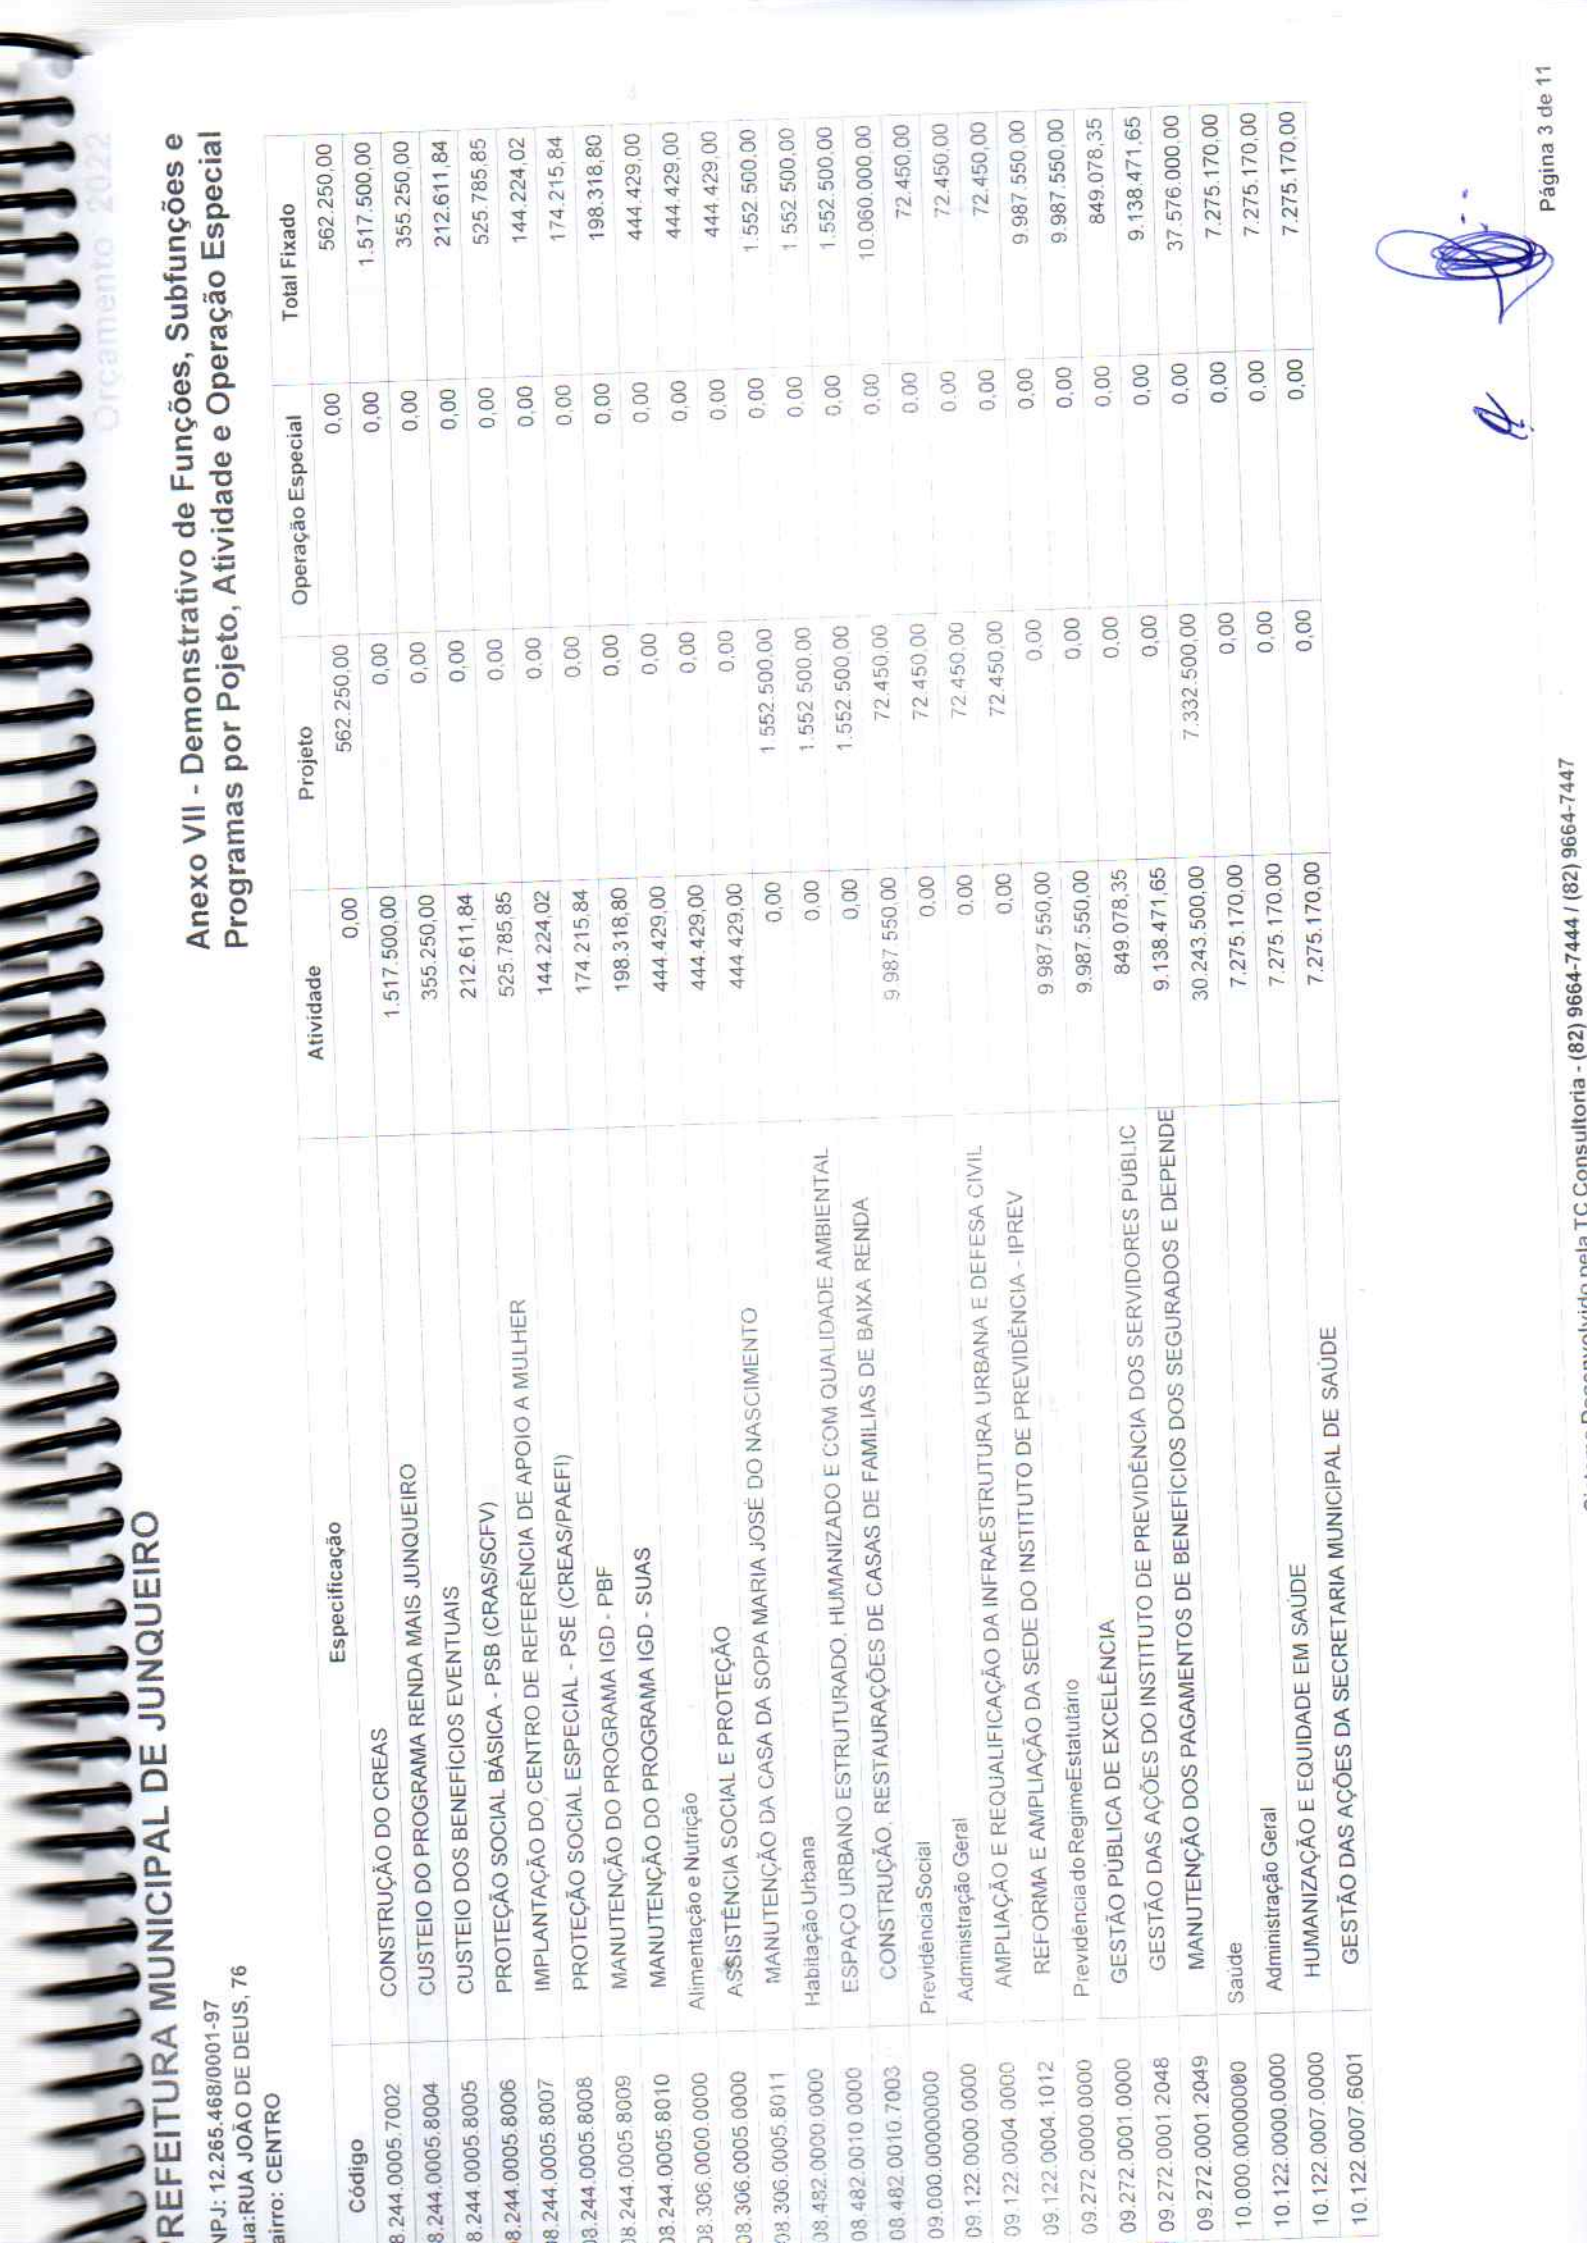 Orçamento 2022
REFEITURA MUNICIPAL DE JUNQUEIRO
NPJ: 12.265.468/0001-97
ua:RUA JOÃO DE DEUS, 76
airro: CENTRO
Anexo VII - Demonstrativo de Funções, Subfunções e
Programas por Pojeto, Atividade e Operação Especial
Código Especificação Atividade Projeto Operação Especial Total Fixado
8.244.0005.7002 CONSTRUÇÃO DO CREAS 0,00 562.250,00 0,00 562.250,00
8.244.0005.8004 CUSTEIO DO PROGRAMA RENDA MAIS JUNQUEIRO 1.517.500,00 0,00 0,00 1.517.500,00
8.244.0005.8005 CUSTEIO DOS BENEFÍCIOS EVENTUAIS 355.250,00 0,00 0,00 355.250,00
8.244.0005.8006 PROTEÇÃO SOCIAL BÁSICA - PSB (CRAS/SCFV) 212.611,84 0,00 0,00 212.611,84
8.244.0005.8007 IMPLANTAÇÃO DO CENTRO DE REFERÊNCIA DE APOIO A MULHER 525.785,85 0,00 0,00 525.785,85
08.244.0005.8008 PROTEÇÃO SOCIAL ESPECIAL - PSE (CREAS/PAEFI) 144.224,02 0.00 0,00 144.224,02
08.244.0005.8009 MANUTENÇÃO DO PROGRAMA IGD - PBF 174.215,84 0,00 0,00 174.215,84
08.244.0005.8010 MANUTENÇÃO DO PROGRAMA IGD - SUAS 198.318,80 0,00 0,00 198.318,80
08.306.0000.0000 Alimentação e Nutrição 444.429,00 0,00 0,00 444.429,00
08.306.0005.0000 ASSISTÊNCIA SOCIAL E PROTEÇÃO 444.429,00 0,00 0,00 444.429,00
08.306.0005.8011 MANUTENÇÃO DA CASA DA SOPA MARIA JOSÉ DO NASCIMENTO 444.429,00 0,00 0,00 444.429,00
08.482.0000.0000 Habitação Urbana 0,00 1.552.500,00 0,00 1.552.500,00
08.482.0010.0000 ESPAÇO URBANO ESTRUTURADO, HUMANIZADO E COM QUALIDADE AMBIENTAL 0,00 1.552.500,00 0,00 1.552.500,00
08.482.0010.7003 CONSTRUÇÃO, RESTAURAÇÕES DE CASAS DE FAMILIAS DE BAIXA RENDA 0,00 1.552.500,00 0,00 1.552.500,00
09.000.00000000 Previdência Social 9.987.550,00 72.450,00 0,00 10.060.000,00
09.122.0000.0000 Administração Geral 0,00 72.450,00 0,00 72.450,00
09.122.0004.0000 AMPLIAÇÃO E REQUALIFICAÇÃO DA INFRAESTRUTURA URBANA E DEFESA CIVIL 0,00 72.450,00 0.00 72.450,00
09.122.0004.1012 REFORMA E AMPLIAÇÃO DA SEDE DO INSTITUTO DE PREVIDÊNCIA - IPREV 0,00 72.450,00 0,00 72.450,00
09.272.0000.0000 Previdência do Regime Estatutário 9.987.550,00 0.00 0,00 9.987.550,00
09.272.0001.0000 GESTÃO PÚBLICA DE EXCELÊNCIA 9.987.550,00 0,00 0,00 9.987.550,00
09.272.0001.2048 GESTÃO DAS AÇÕES DO INSTITUTO DE PREVIDÊNCIA DOS SERVIDORES PÚBLIC 849.078,35 0,00 0,00 849.078,35
09.272.0001.2049 MANUTENÇÃO DOS PAGAMENTOS DE BENEFÍCIOS DOS SEGURADOS E DEPENDE 9.138.471,65 0,00 0,00 9.138.471,65
10.000.00000000 Saúde 30.243.500,00 7.332.500,00 0,00 37.576.000,00
10.122.0000.0000 Administração Geral 7.275.170,00 0,00 0,00 7.275.170,00
10.122.0007.0000 HUMANIZAÇÃO E EQUIDADE EM SAÚDE 7.275.170,00 0,00 0,00 7.275.170,00
10.122.0007.6001 GESTÃO DAS AÇÕES DA SECRETARIA MUNICIPAL DE SAÚDE 7.275.170,00 0,00 0,00 7.275.170,00
pela TC Consultoria - (82) 9664-7444 / (82) 9664-7447
Página 3 de 11